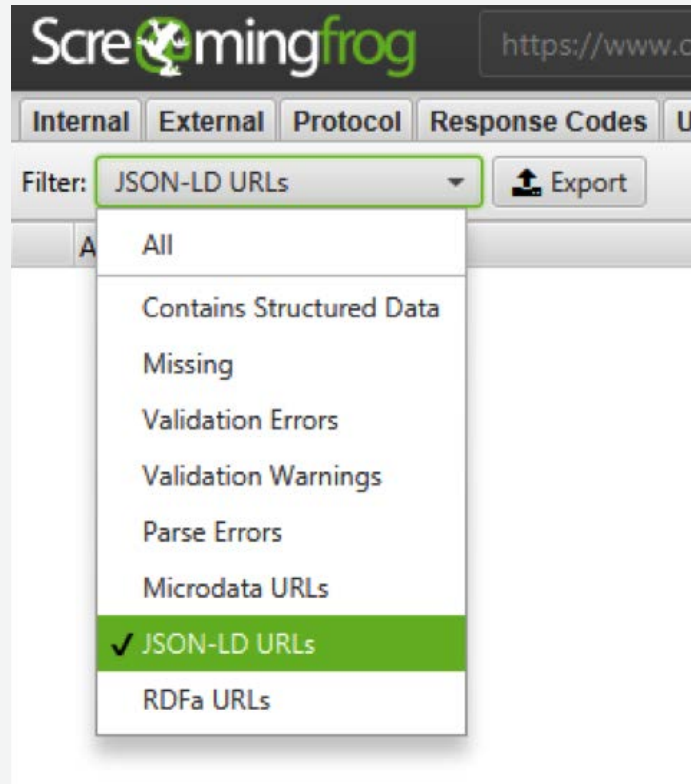 Screamingfrog https://www.c
Internal External Protocol Response Codes U
Filter: JSON-LD URLs Export
A
All
Contains Structured Data
Missing
Validation Errors
Validation Warnings
Parse Errors
Microdata URLs
JSON-LD URLs
RDFa URLs